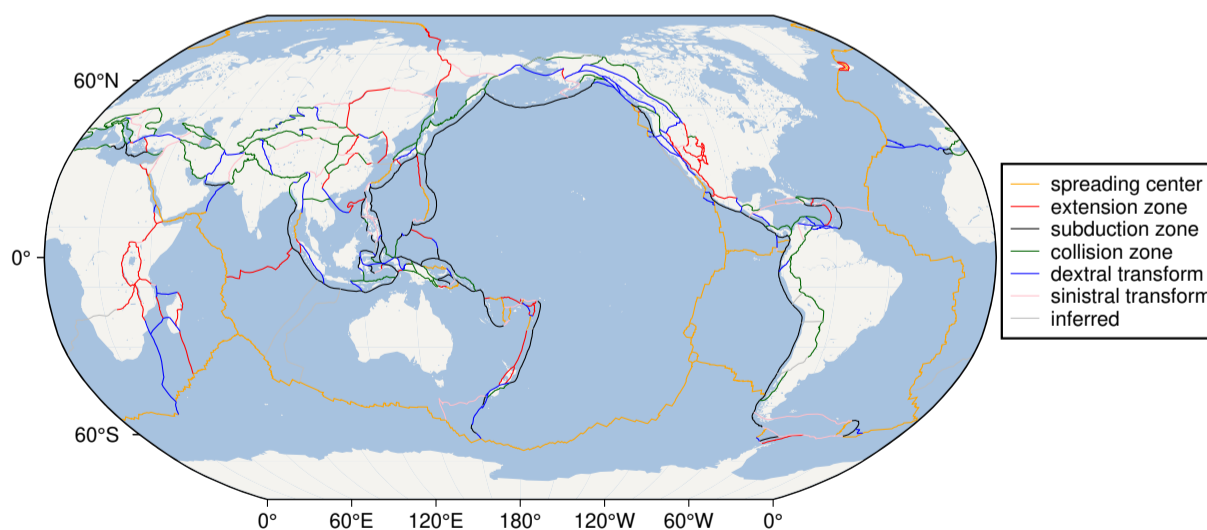 60°N
0°
60°S
0°
60°E
120°E
180°
120°W
60°W
0°
spreading center
extension zone
subduction zone
collision zone
dextral transform
sinistral transform
inferred